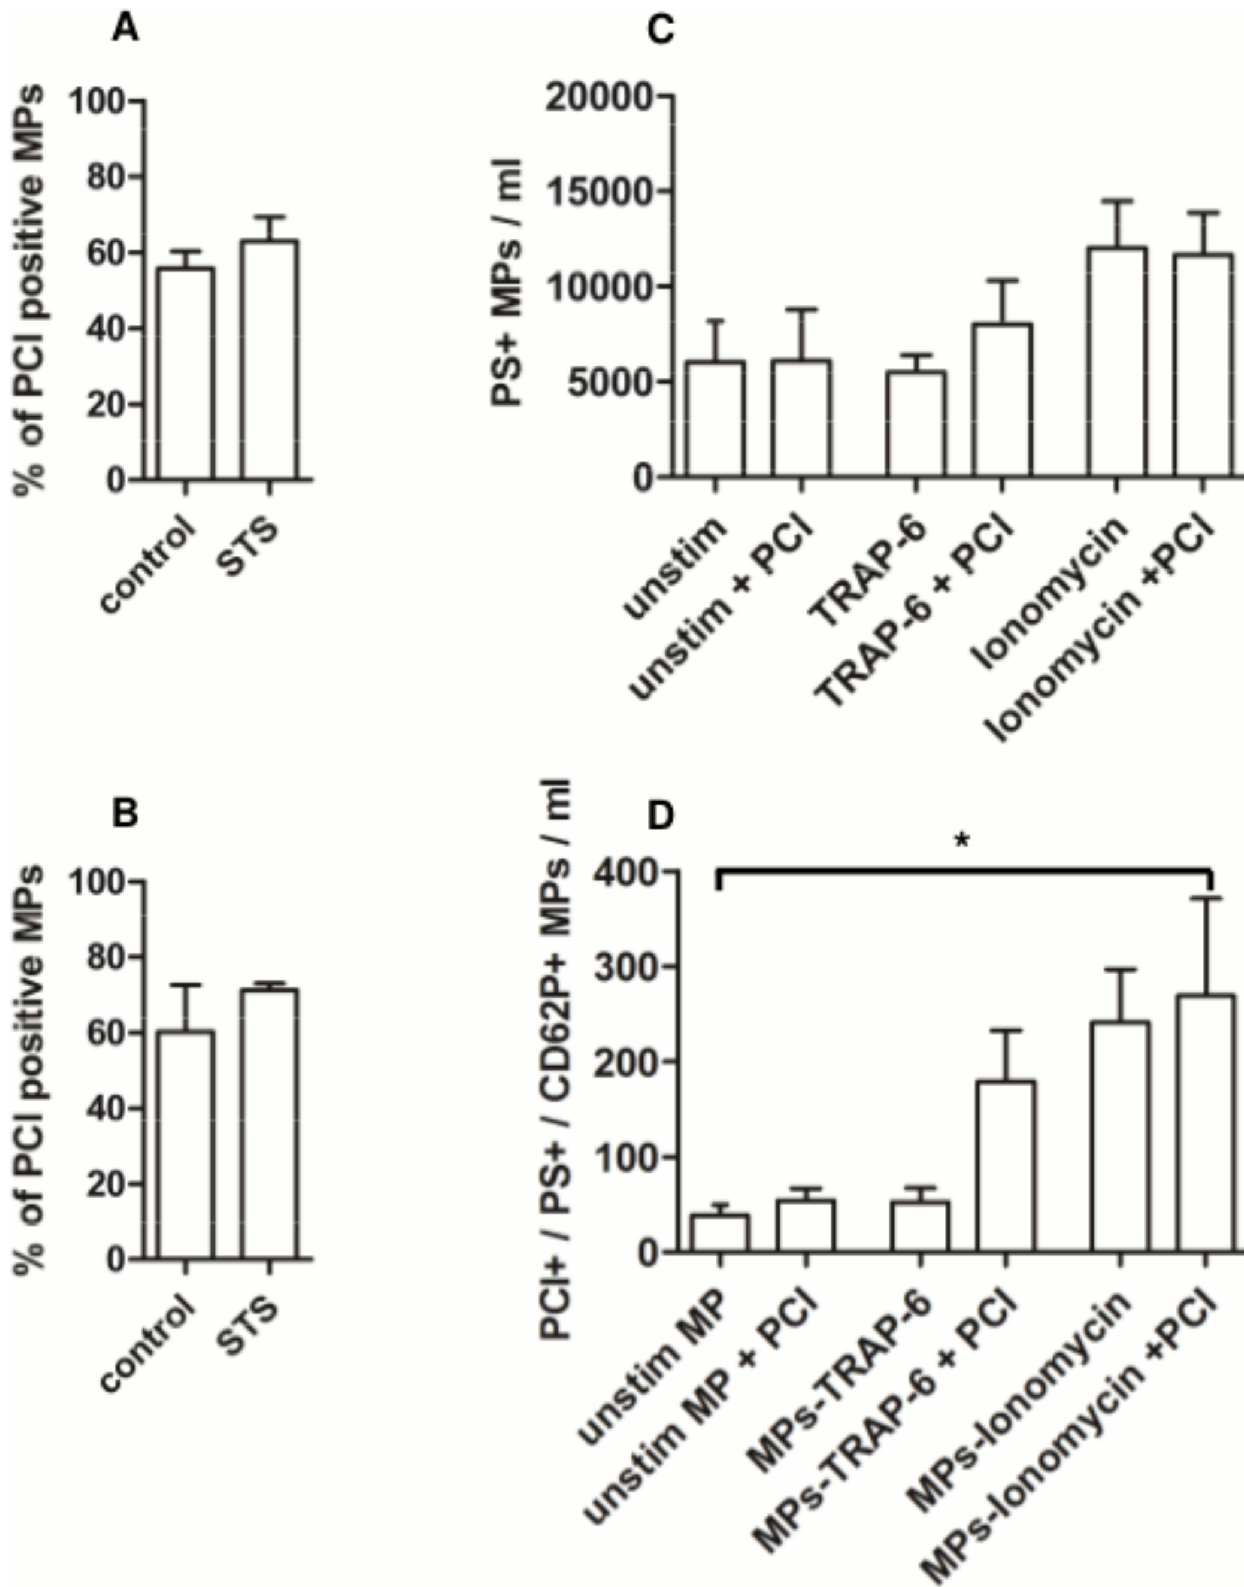 A
% of PCI positive MPs
100
80
60
40
20
0
control
STS
C
PS+ MPs / ml
20000
15000
10000
5000
0
unstim
unstim + PCI
TRAP-6
TRAP-6 + PCI
Ionomycin
Ionomycin +PCI
B
% of PCI positive MPs
100
80
60
40
20
0
control
STS
D
PCI+ / PS+ / CD62P+ MPs / ml
400
300
200
100
0
*
unstim MP
unstim MP + PCI
MPs-TRAP-6
MPs-TRAP-6 + PCI
MPs-Ionomycin
MPs-Ionomycin +PCI